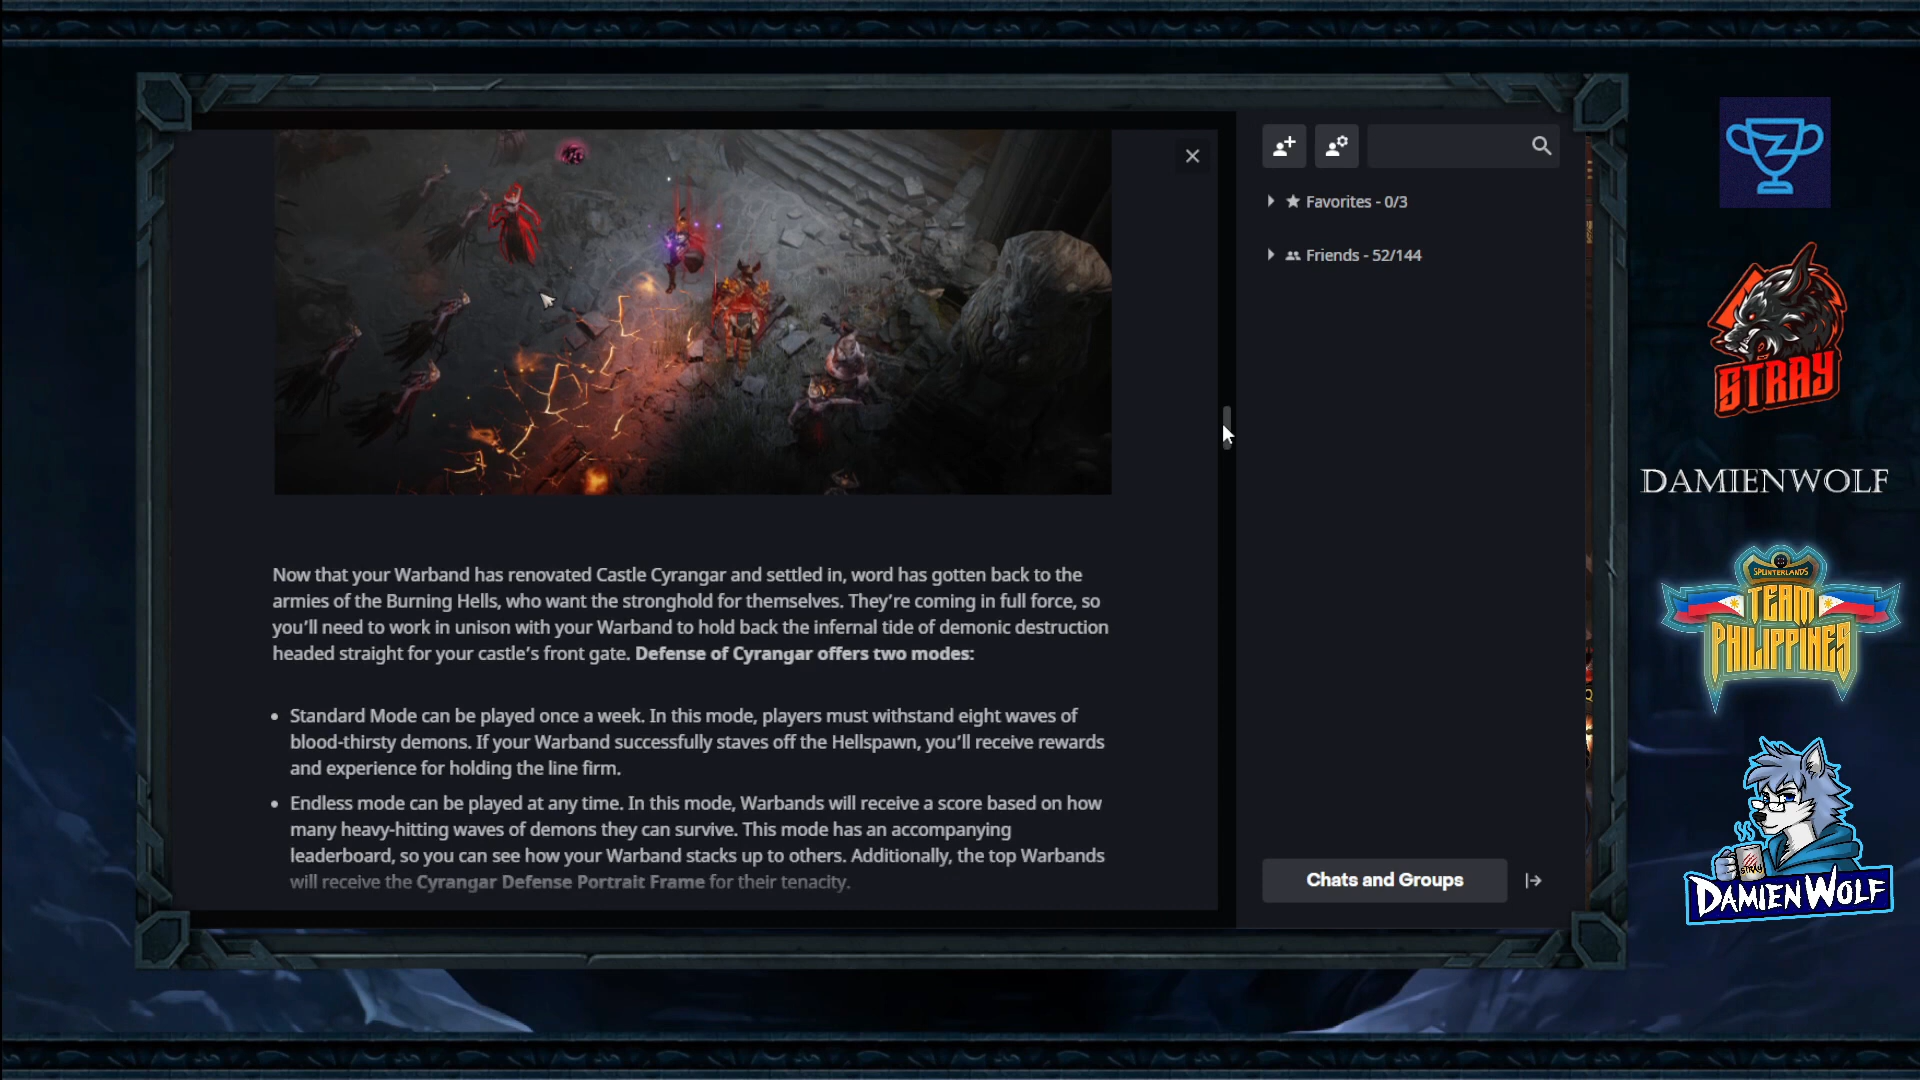 Favorites - 0/3
Friends - 52/144
Now that your Warband has renovated Castle Cyrangar and settled in, word has gotten back to the
armies of the Burning Hells, who want the stronghold for themselves. They’re coming in full force, so
you’ll need to work in unison with your Warband to hold back the infernal tide of demonic destruction
headed straight for your castle’s front gate. Defense of Cyrangar offers two modes:
• Standard Mode can be played once a week. In this mode, players must withstand eight waves of
blood-thirsty demons. If your Warband successfully staves off the Hellspawn, you’ll receive rewards
and experience for holding the line firm.
• Endless mode can be played at any time. In this mode, Warbands will receive a score based on how
many heavy-hitting waves of demons they can survive. This mode has an accompanying
leaderboard, so you can see how your Warband stacks up to others. Additionally, the top Warbands
will receive the Cyrangar Defense Portrait Frame for their tenacity.
Chats and Groups
STRAY
DAMIENWOLF
SPLINTERLANDS
TEAM
PHILIPPINES
STRAY
DAMIENWOLF